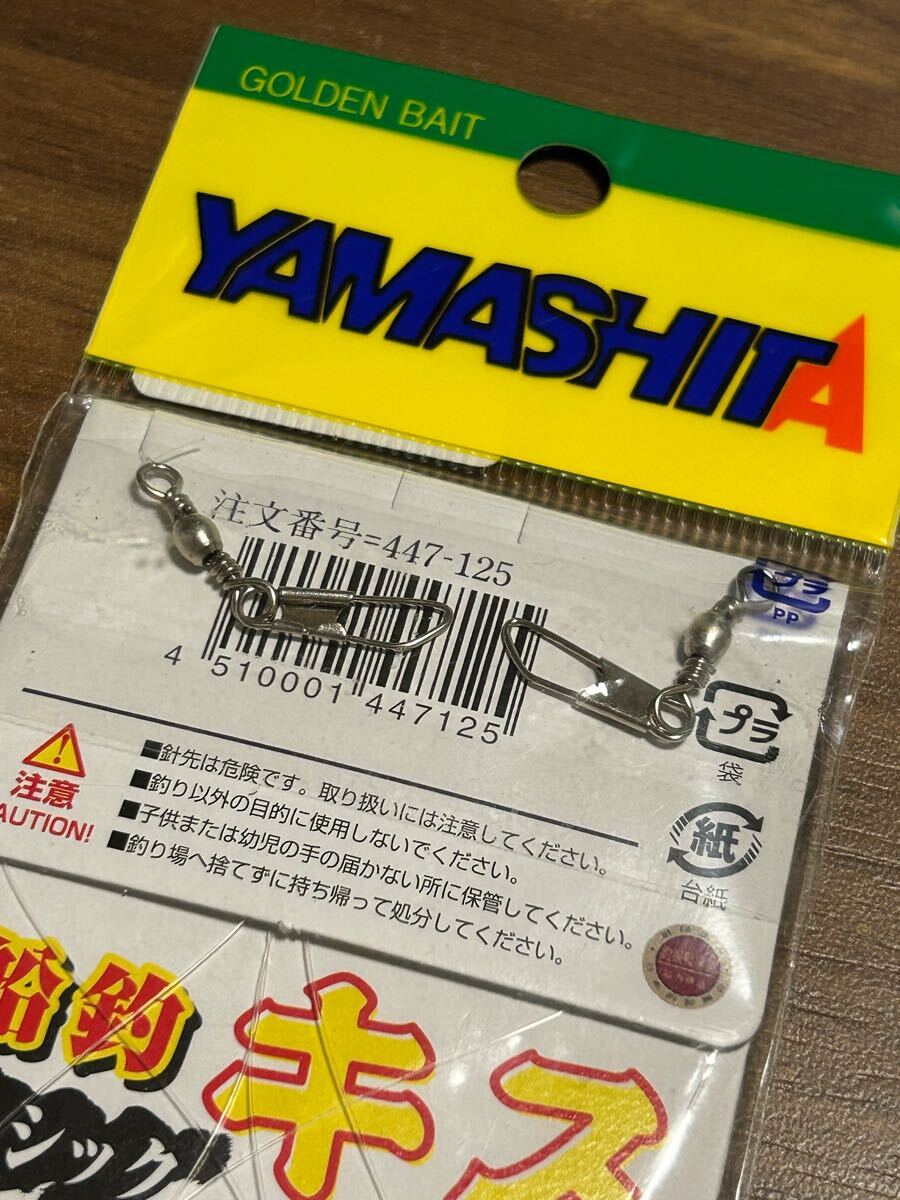 GOLDEN BAIT
YAMASHITA
注文番号=447-125
4 510001 447125
プラ
PP
プラ
袋
紙
台紙
注意
AUTION!
■針先は危険です。取り扱いには注意してください。
■釣り以外の目的に使用しないでください。
■子供または幼児の手の届かない所に保管してください。
■釣り場へ捨てずに持ち帰って処分してください。
船釣
キス
シック